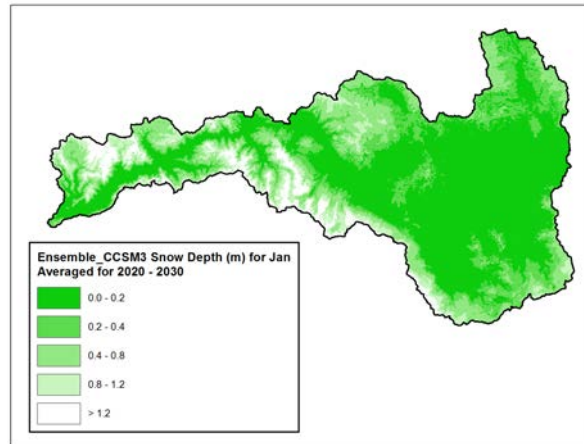 Ensemble_CCSM3 Snow Depth (m) for Jan
Averaged for 2020 - 2030
0.0 - 0.2
0.2 - 0.4
0.4 - 0.8
0.8 - 1.2
> 1.2